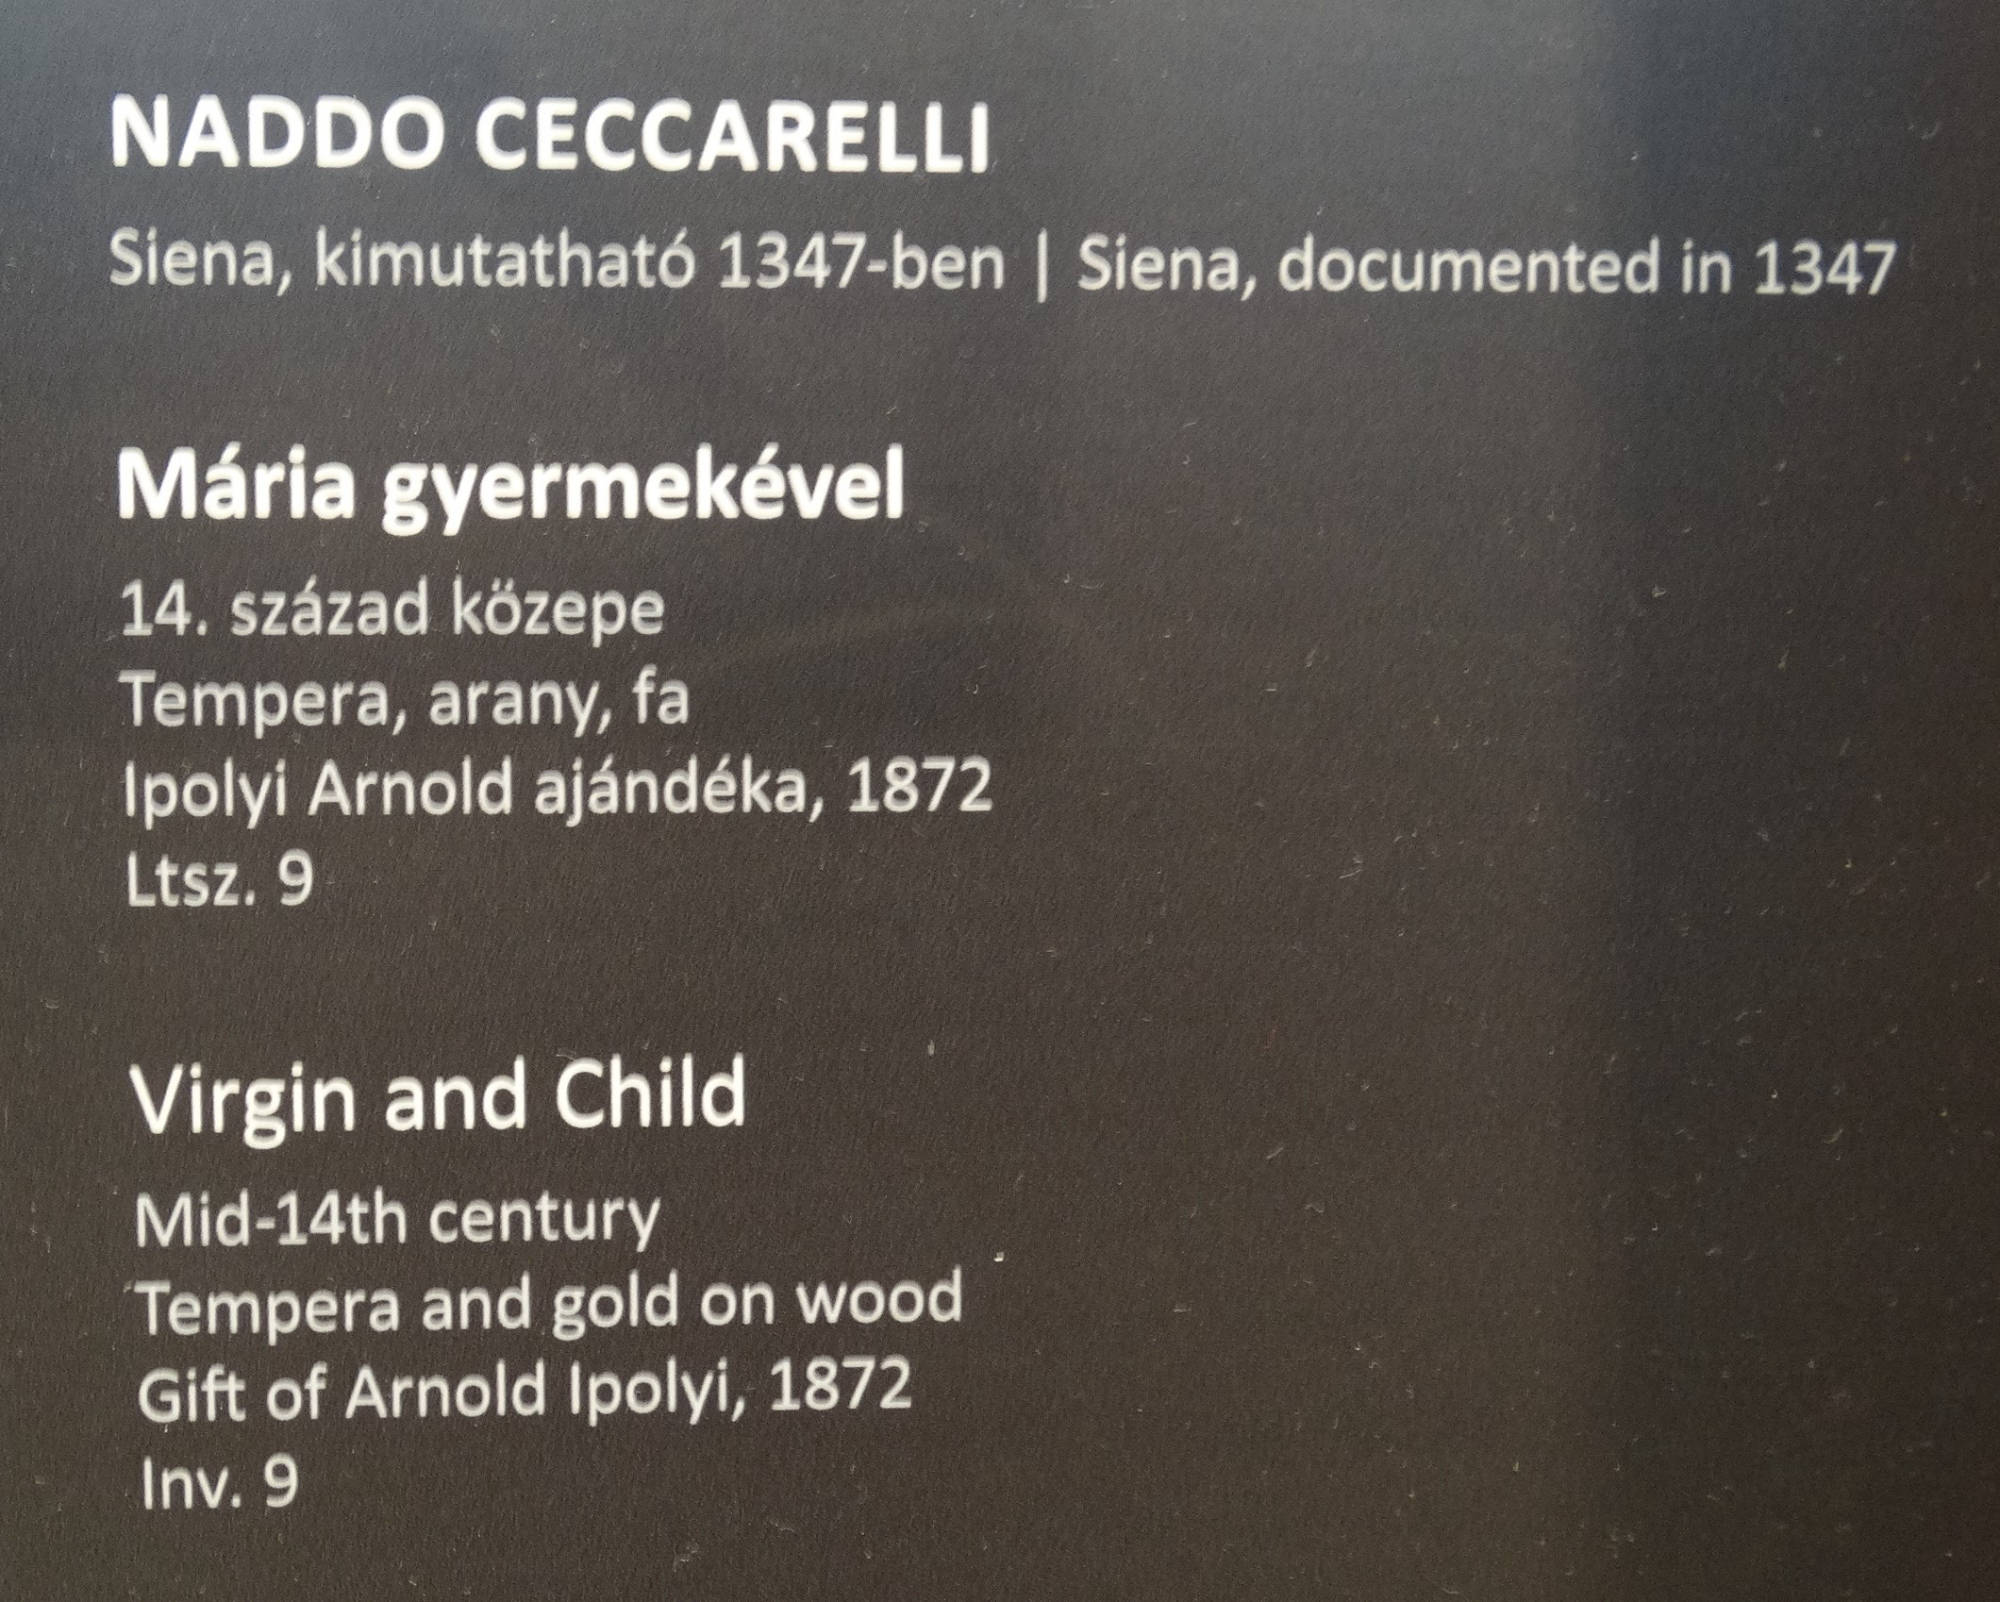 NADDO CECCARELLI
Siena, kimutatható 1347-ben | Siena, documented in 1347
Mária gyermekével
14. század közepe
Tempera, arany, fa
Ipolyi Arnold ajándéka, 1872
Ltsz. 9
Virgin and Child
Mid-14th century
Tempera and gold on wood
Gift of Arnold Ipolyi, 1872
Inv. 9